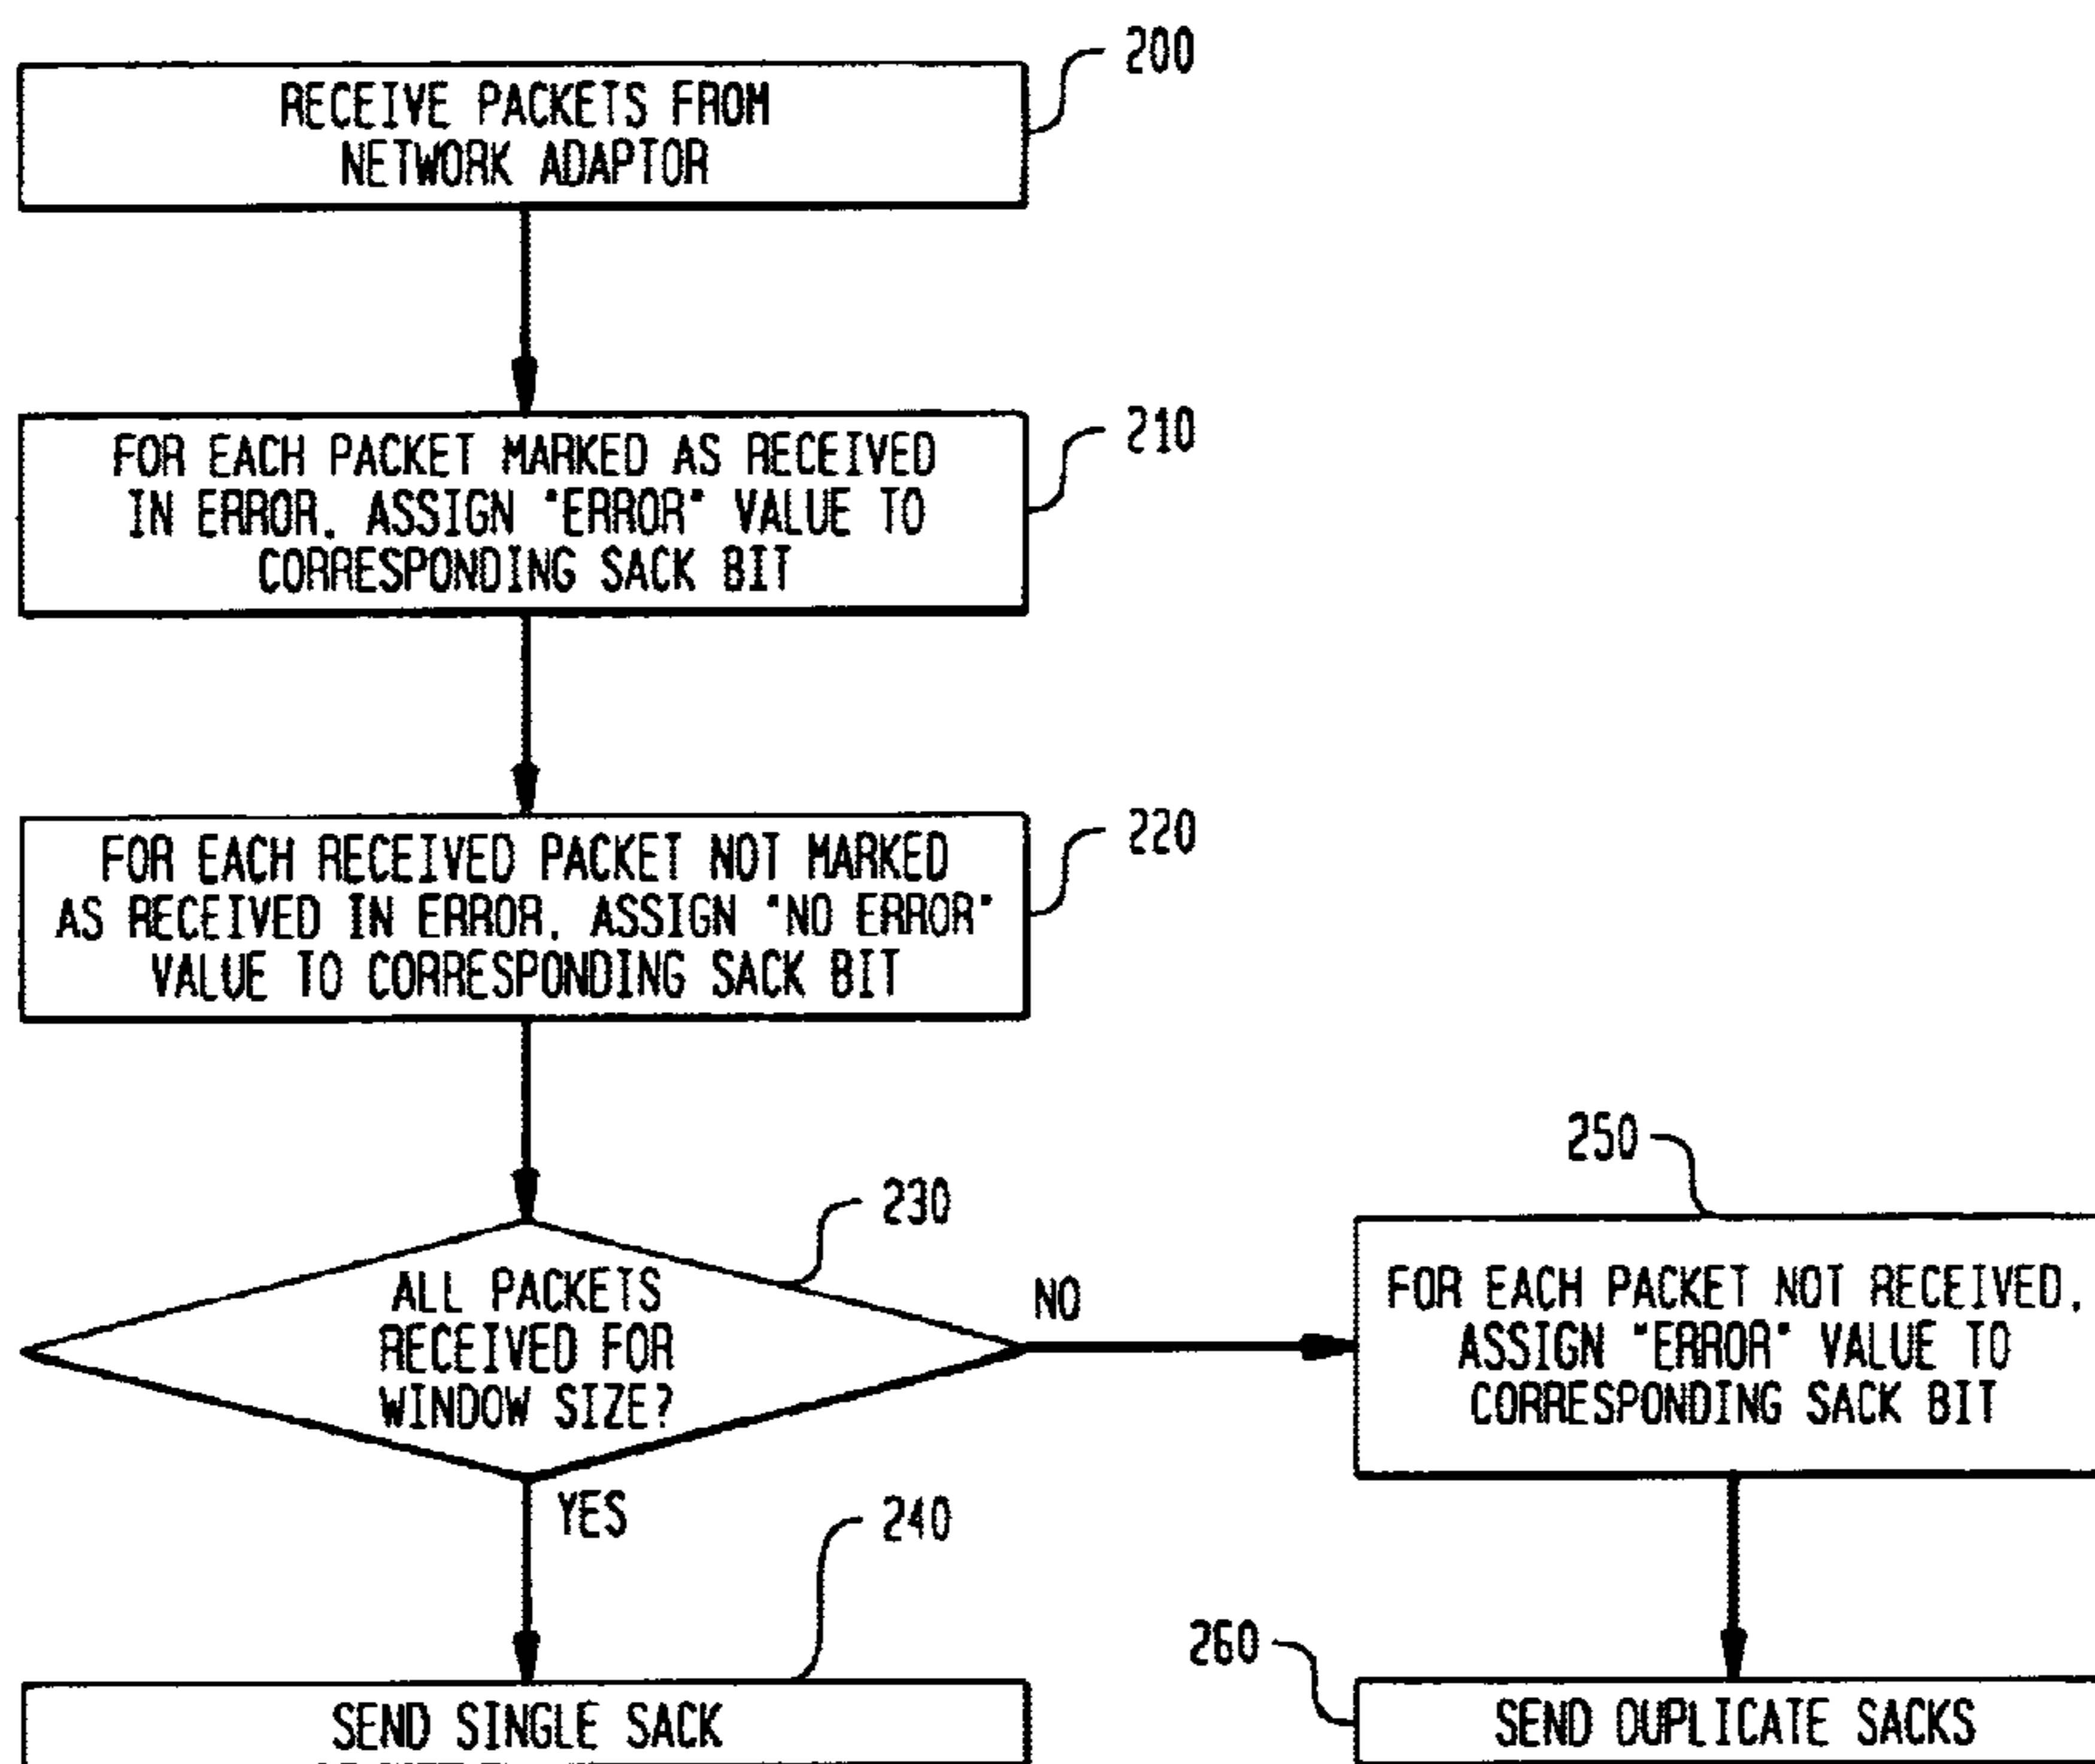 200
RECEIVE PACKETS FROM
NETWORK ADAPTOR
210
FOR EACH PACKET MARKED AS RECEIVED
IN ERROR, ASSIGN "ERROR" VALUE TO
CORRESPONDING SACK BIT
220
FOR EACH RECEIVED PACKET NOT MARKED
AS RECEIVED IN ERROR, ASSIGN "NO ERROR"
VALUE TO CORRESPONDING SACK BIT
230
ALL PACKETS
RECEIVED FOR
WINDOW SIZE?
NO
YES
250
FOR EACH PACKET NOT RECEIVED,
ASSIGN "ERROR" VALUE TO
CORRESPONDING SACK BIT
240
SEND SINGLE SACK
260
SEND DUPLICATE SACKS